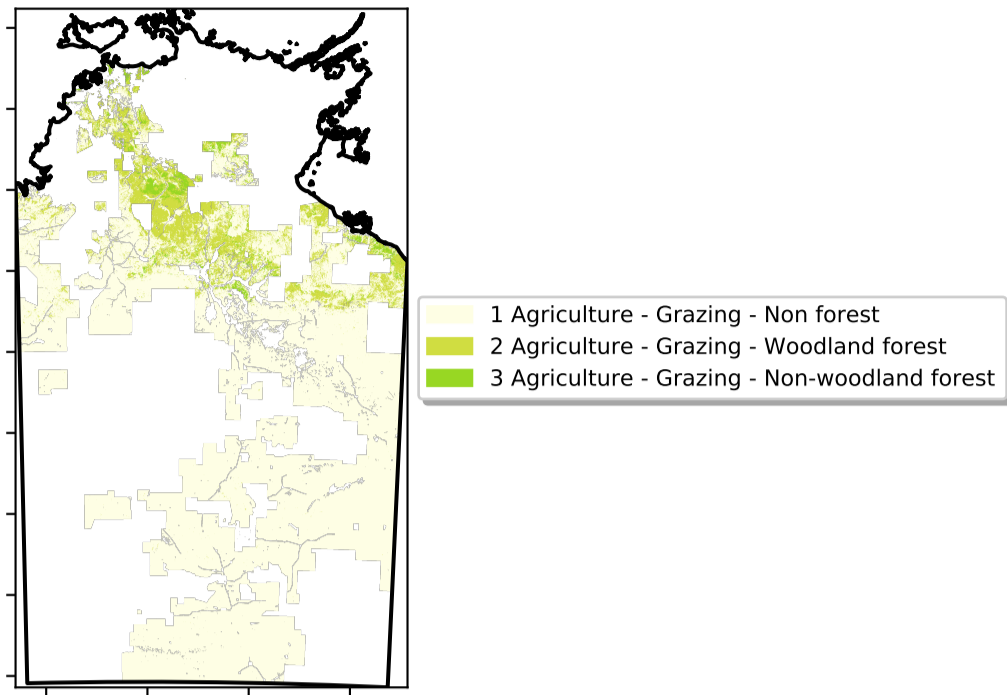 1 Agriculture - Grazing - Non forest
2 Agriculture - Grazing - Woodland forest
3 Agriculture - Grazing - Non-woodland forest